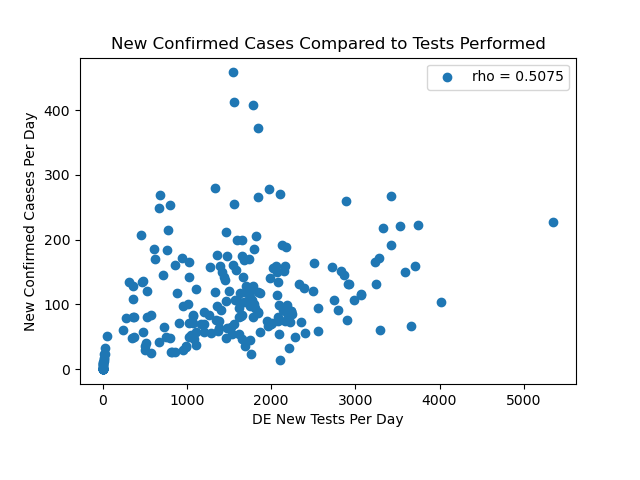 New Confirmed Cases Compared to Tests Performed
rho = 0.5075
New Confirmed Caeses Per Day
400
300
200
100
0
0 1000 2000 3000 4000 5000
DE New Tests Per Day